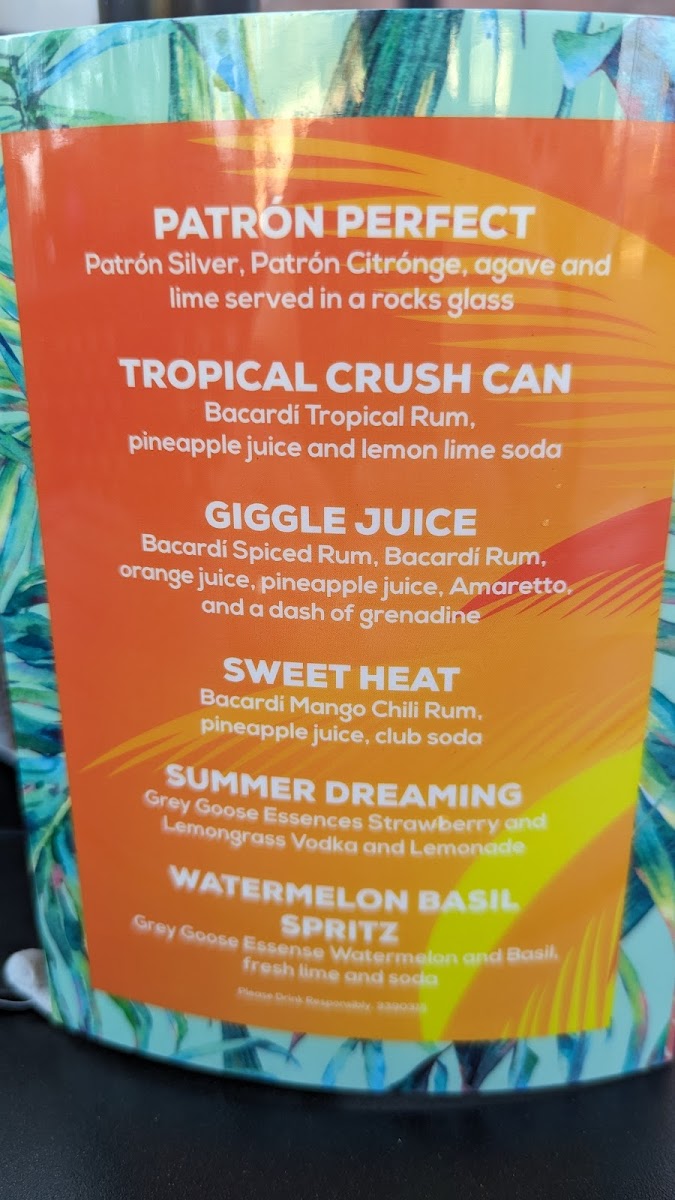 PATRÓN PERFECT
Patrón Silver, Patrón Citrónge, agave and
lime served in a rocks glass
TROPICAL CRUSH CAN
Bacardí Tropical Rum,
pineapple juice and lemon lime soda
GIGGLE JUICE
Bacardí Spiced Rum, Bacardí Rum,
orange juice, pineapple juice, Amaretto,
and a dash of grenadine
SWEET HEAT
Bacardí Mango Chili Rum,
pineapple juice, club soda
SUMMER DREAMING
Grey Goose Essences Strawberry and
Lemongrass Vodka and Lemonade
WATERMELON BASIL
SPRITZ
Grey Goose Essense Watermelon and Basil,
fresh lime and soda
Please Drink Responsibly.